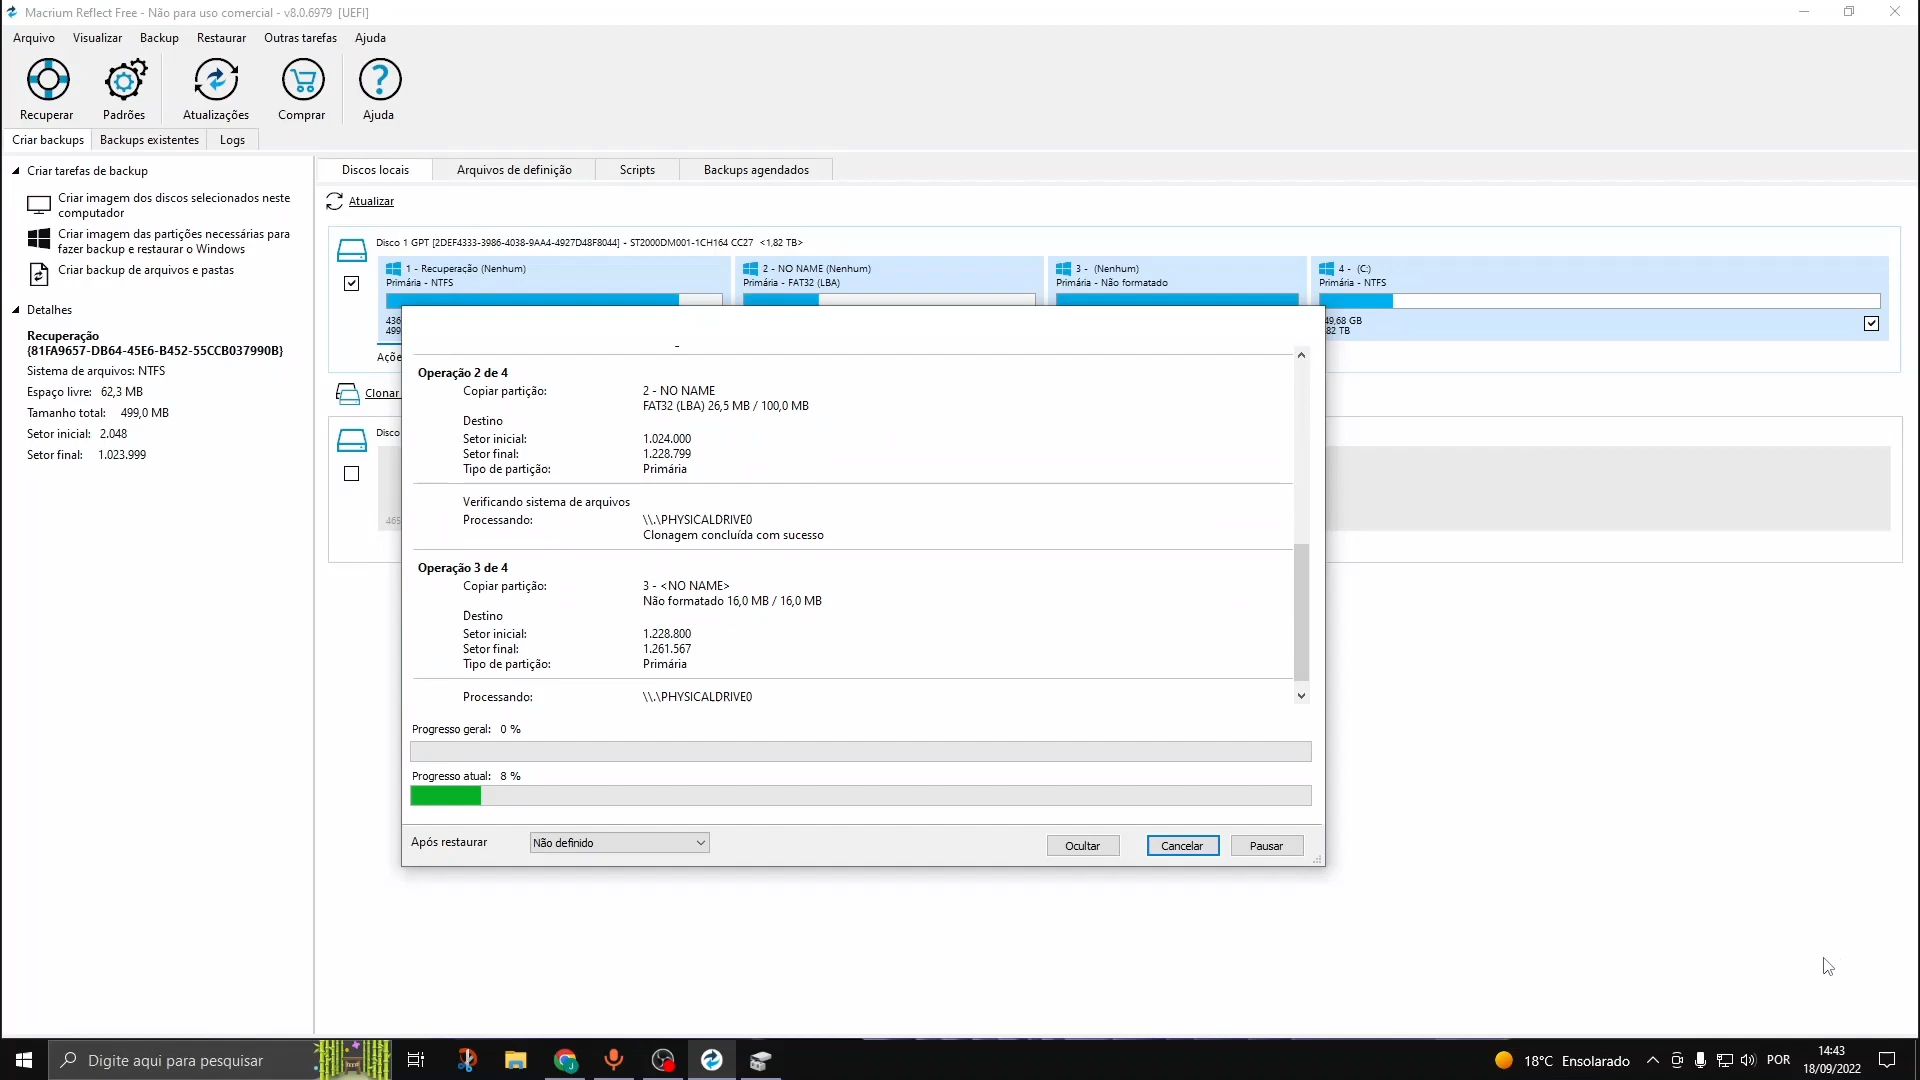 Macrium Reflect Free - Não para uso comercial - v8.0.6979 [UEFI]
Arquivo Visualizar Backup Restaurar Outras tarefas Ajuda
Recuperar Padrões Atualizações Comprar Ajuda
Criar backups Backups existentes Logs
Criar tarefas de backup
Criar imagem dos discos selecionados neste
computador
Criar imagem das partições necessárias para
fazer backup e restaurar o Windows
Criar backup de arquivos e pastas
Detalhes
Recuperação
{81FA9657-DB64-45E6-B452-55CCB037990B}
Sistema de arquivos: NTFS
Espaço livre: 62,3 MB
Tamanho total: 499,0 MB
Setor inicial: 2.048
Setor final: 1.023.999
Discos locais Arquivos de definição Scripts Backups agendados
Atualizar
Disco 1 GPT [2DEF4333-3986-4038-9AA4-4927D48F8044] - ST2000DM001-1CH164 CC27 <1,82 TB>
1 - Recuperação (Nenhum)
Primária - NTFS
2 - NO NAME (Nenhum)
Primária - FAT32 (LBA)
3 - (Nenhum)
Primária - Não formatado
4 - (C:)
Primária - NTFS
436
499
49,68 GB
82 TB
Açõe
Clonar
Disco
465
Operação 2 de 4
Copiar partição: 2 - NO NAME
FAT32 (LBA) 26,5 MB / 100,0 MB
Destino
Setor inicial: 1.024.000
Setor final: 1.228.799
Tipo de partição: Primária
Verificando sistema de arquivos
Processando: \\.\PHYSICALDRIVE0
Clonagem concluída com sucesso
Operação 3 de 4
Copiar partição: 3 - <NO NAME>
Não formatado 16,0 MB / 16,0 MB
Destino
Setor inicial: 1.228.800
Setor final: 1.261.567
Tipo de partição: Primária
Processando: \\.\PHYSICALDRIVE0
Progresso geral: 0 %
Progresso atual: 8 %
Após restaurar Não definido Ocultar Cancelar Pausar
Digite aqui para pesquisar
18°C Ensolarado
POR
14:43
18/09/2022